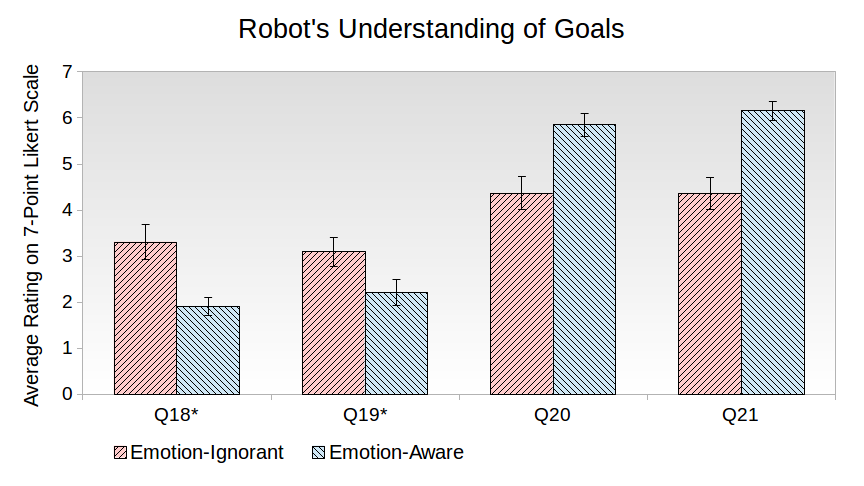 Robot's Understanding of Goals
Average Rating on 7-Point Likert Scale
7
6
5
4
3
2
1
0
Q18* Q19* Q20 Q21
Emotion-Ignorant Emotion-Aware